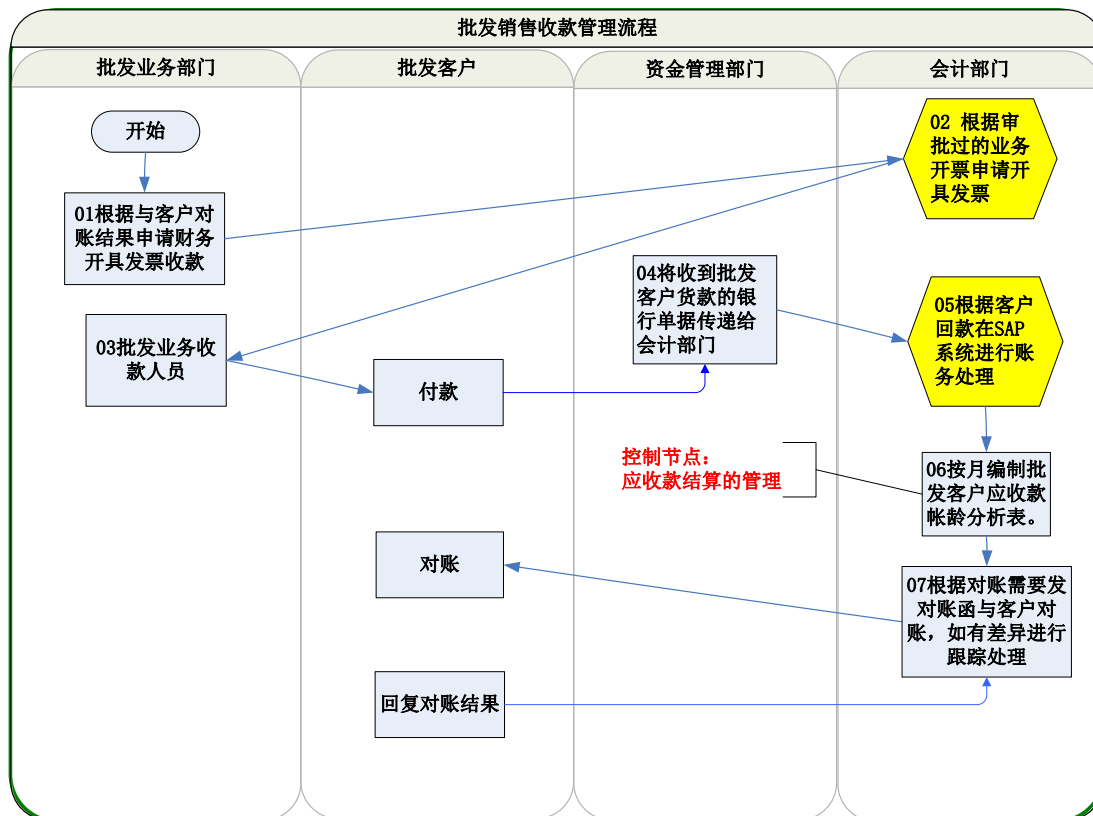 批发销售收款管理流程
批发业务部门
批发客户
资金管理部门
会计部门
开始
01根据与客户对
账结果申请财务
开具发票收款
02 根据审
批过的业务
开票申请开
具发票
03批发业务收
款人员
付款
04将收到批发
客户货款的银
行单据传递给
会计部门
05根据客户
回款在SAP
系统进行账
务处理
控制节点:
应收款结算的管理
06按月编制批
发客户应收款
帐龄分析表。
对账
07根据对账需要发
对账函与客户对
账，如有差异进行
跟踪处理
回复对账结果